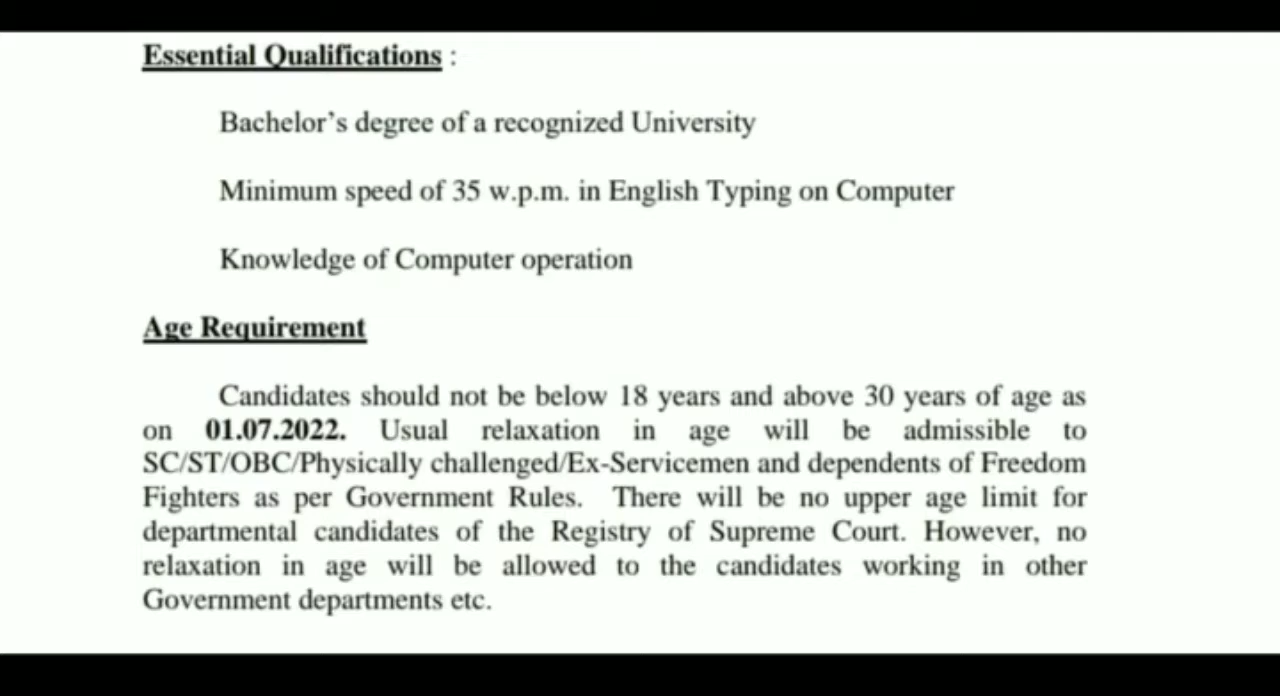 Essential Qualifications :
Bachelor’s degree of a recognized University
Minimum speed of 35 w.p.m. in English Typing on Computer
Knowledge of Computer operation
Age Requirement
Candidates should not be below 18 years and above 30 years of age as
on 01.07.2022. Usual relaxation in age will be admissible to
SC/ST/OBC/Physically challenged/Ex-Servicemen and dependents of Freedom
Fighters as per Government Rules. There will be no upper age limit for
departmental candidates of the Registry of Supreme Court. However, no
relaxation in age will be allowed to the candidates working in other
Government departments etc.